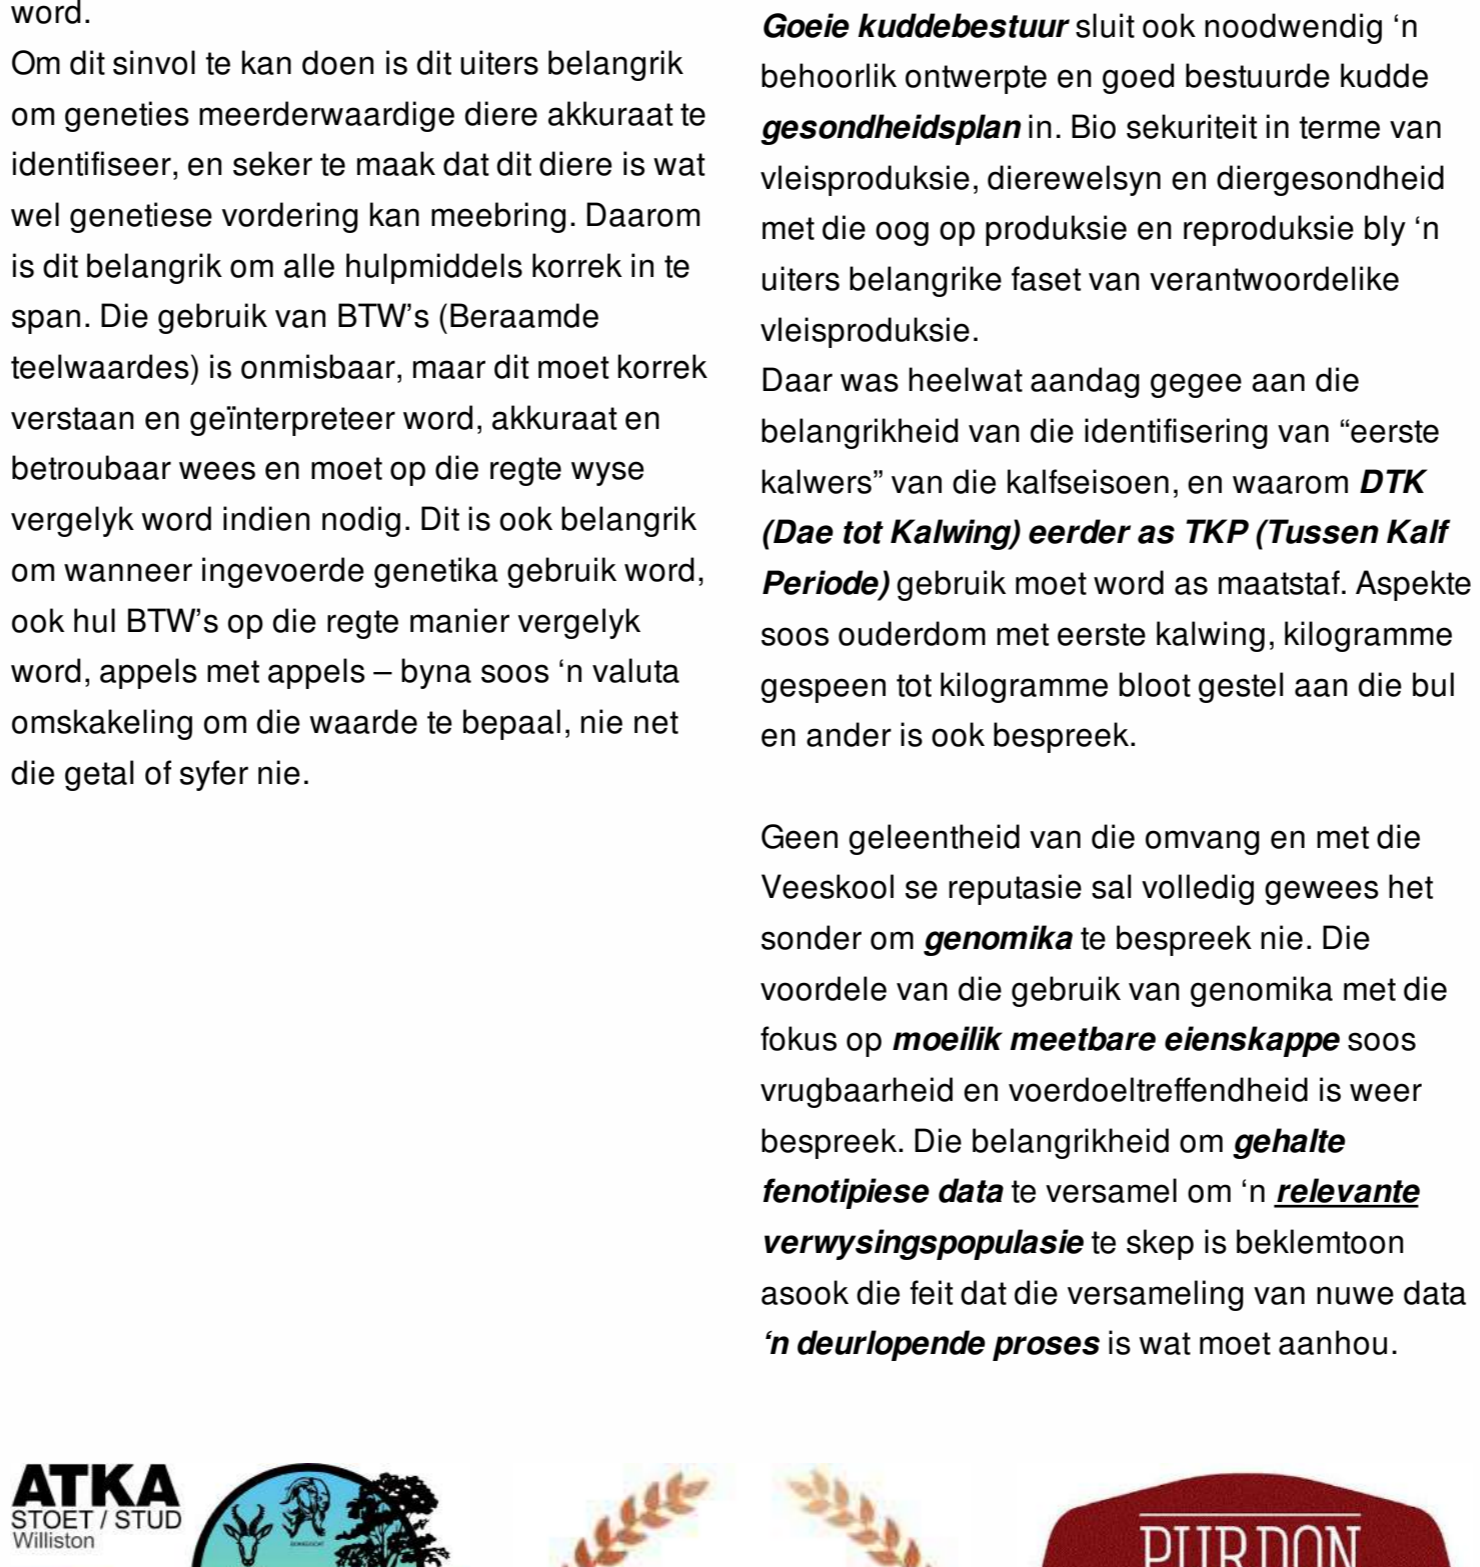 word.
Om dit sinvol te kan doen is dit uiters belangrik
om geneties meerderwaardige diere akkuraat te
identifiseer, en seker te maak dat dit diere is wat
wel genetiese vordering kan meebring. Daarom
is dit belangrik om alle hulpmiddels korrek in te
span. Die gebruik van BTW’s (Beraamde
teelwaardes) is onmisbaar, maar dit moet korrek
verstaan en geïnterpreteer word, akkuraat en
betroubaar wees en moet op die regte wyse
vergelyk word indien nodig. Dit is ook belangrik
om wanneer ingevoerde genetika gebruik word,
ook hul BTW’s op die regte manier vergelyk
word, appels met appels – byna soos ‘n valuta
omskakeling om die waarde te bepaal, nie net
die getal of syfer nie.
Goeie kuddebestuur sluit ook noodwendig ‘n
behoorlik ontwerpte en goed bestuurde kudde
gesondheidsplan in. Bio sekuriteit in terme van
vleisproduksie, dierewelsyn en diergesondheid
met die oog op produksie en reproduksie bly ‘n
uiters belangrike faset van verantwoordelike
vleisproduksie.
Daar was heelwat aandag gegee aan die
belangrikheid van die identifisering van “eerste
kalwers” van die kalfseisoen, en waarom DTK
(Dae tot Kalwing) eerder as TKP (Tussen Kalf
Periode) gebruik moet word as maatstaf. Aspekte
soos ouderdom met eerste kalwing, kilogramme
gespeen tot kilogramme bloot gestel aan die bul
en ander is ook bespreek.
Geen geleentheid van die omvang en met die
Veeskool se reputasie sal volledig gewees het
sonder om genomika te bespreek nie. Die
voordele van die gebruik van genomika met die
fokus op moeilik meetbare eienskappe soos
vrugbaarheid en voerdoeltreffendheid is weer
bespreek. Die belangrikheid om gehalte
fenotipiese data te versamel om ‘n relevante
verwysingspopulasie te skep is beklemtoon
asook die feit dat die versameling van nuwe data
‘n deurlopende proses is wat moet aanhou.
ATKA
STOET / STUD
Williston
PURDON